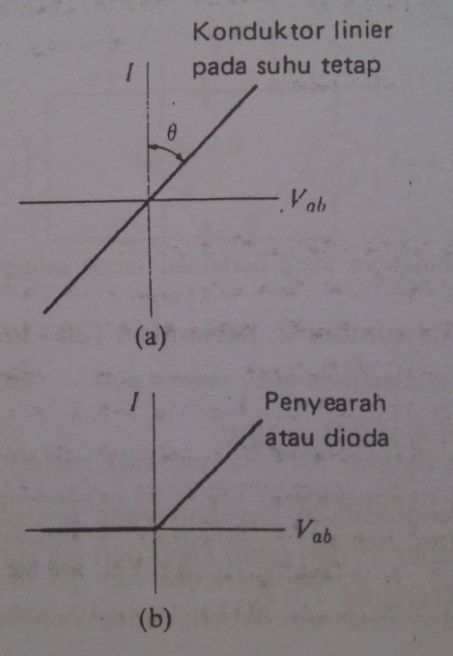 Konduktor linier
I pada suhu tetap
θ
V_ab
(a)
I Penyearah
atau dioda
V_ab
(b)